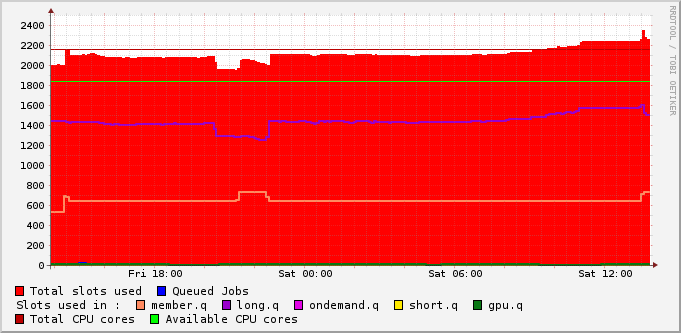 2400
2200
2000
1800
1600
1400
1200
1000
800
600
400
200
0
Fri 18:00 Sat 00:00 Sat 06:00 Sat 12:00
RRDTOOL / TOBI OETIKER
Total slots used Queued Jobs
Slots used in : member.q long.q ondemand.q short.q gpu.q
Total CPU cores Available CPU cores